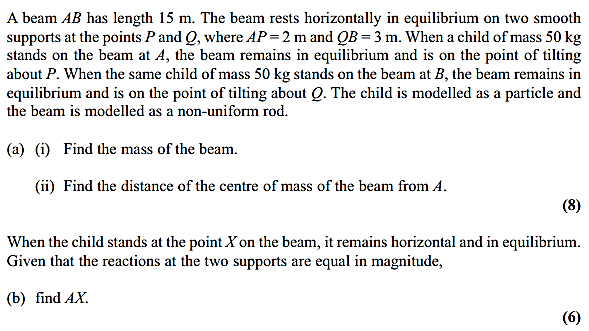 A beam AB has length 15 m. The beam rests horizontally in equilibrium on two smooth
supports at the points P and Q, where AP = 2 m and QB = 3 m. When a child of mass 50 kg
stands on the beam at A, the beam remains in equilibrium and is on the point of tilting
about P. When the same child of mass 50 kg stands on the beam at B, the beam remains in
equilibrium and is on the point of tilting about Q. The child is modelled as a particle and
the beam is modelled as a non-uniform rod.
(a) (i) Find the mass of the beam.
(ii) Find the distance of the centre of mass of the beam from A.
(8)
When the child stands at the point X on the beam, it remains horizontal and in equilibrium.
Given that the reactions at the two supports are equal in magnitude,
(b) find AX.
(6)